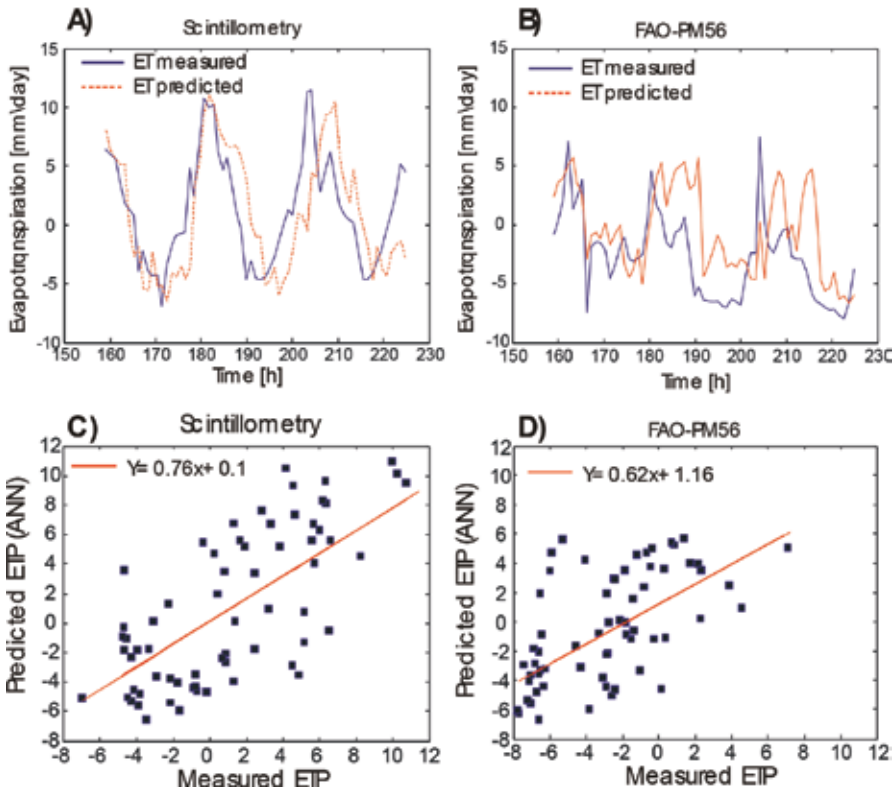 A) Scintillometry
Evapotrqnspiration [mm\day]
15
10
5
0
-5
-10
ETmeasured
ETpredicted
150 160 170 180 190 200 210 220 230
Time [h]
B) FAO-PM56
Evapotrqnspiration [mm\day]
15
10
5
0
-5
-10
ETmeasured
ETpredicted
150 160 170 180 190 200 210 220 230
Time [h]
C) Scintillometry
Predicted ETP (ANN)
12
10
8
6
4
2
0
-2
-4
-6
-8
Y= 0.76x+ 0.1
-8 -6 -4 -2 0 2 4 6 8 10 12
Measured ETP
D) FAO-PM56
Predicted ETP (ANN)
12
10
8
6
4
2
0
-2
-4
-6
-8
Y= 0.62x+ 1.16
-8 -6 -4 -2 0 2 4 6 8 10 12
Measured ETP